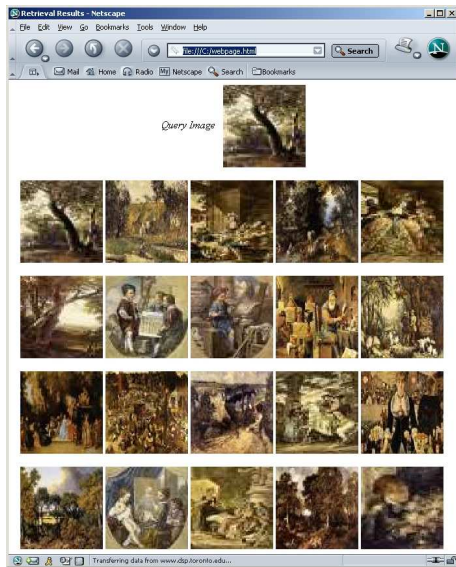 Retrieval Results - Netscape
File Edit View Go Bookmarks Tools Window Help
file:///C:/webpage.html Search
Mail Home Radio My Netscape Search Bookmarks
Query Image
Transferring data from www.dsp.toronto.edu...